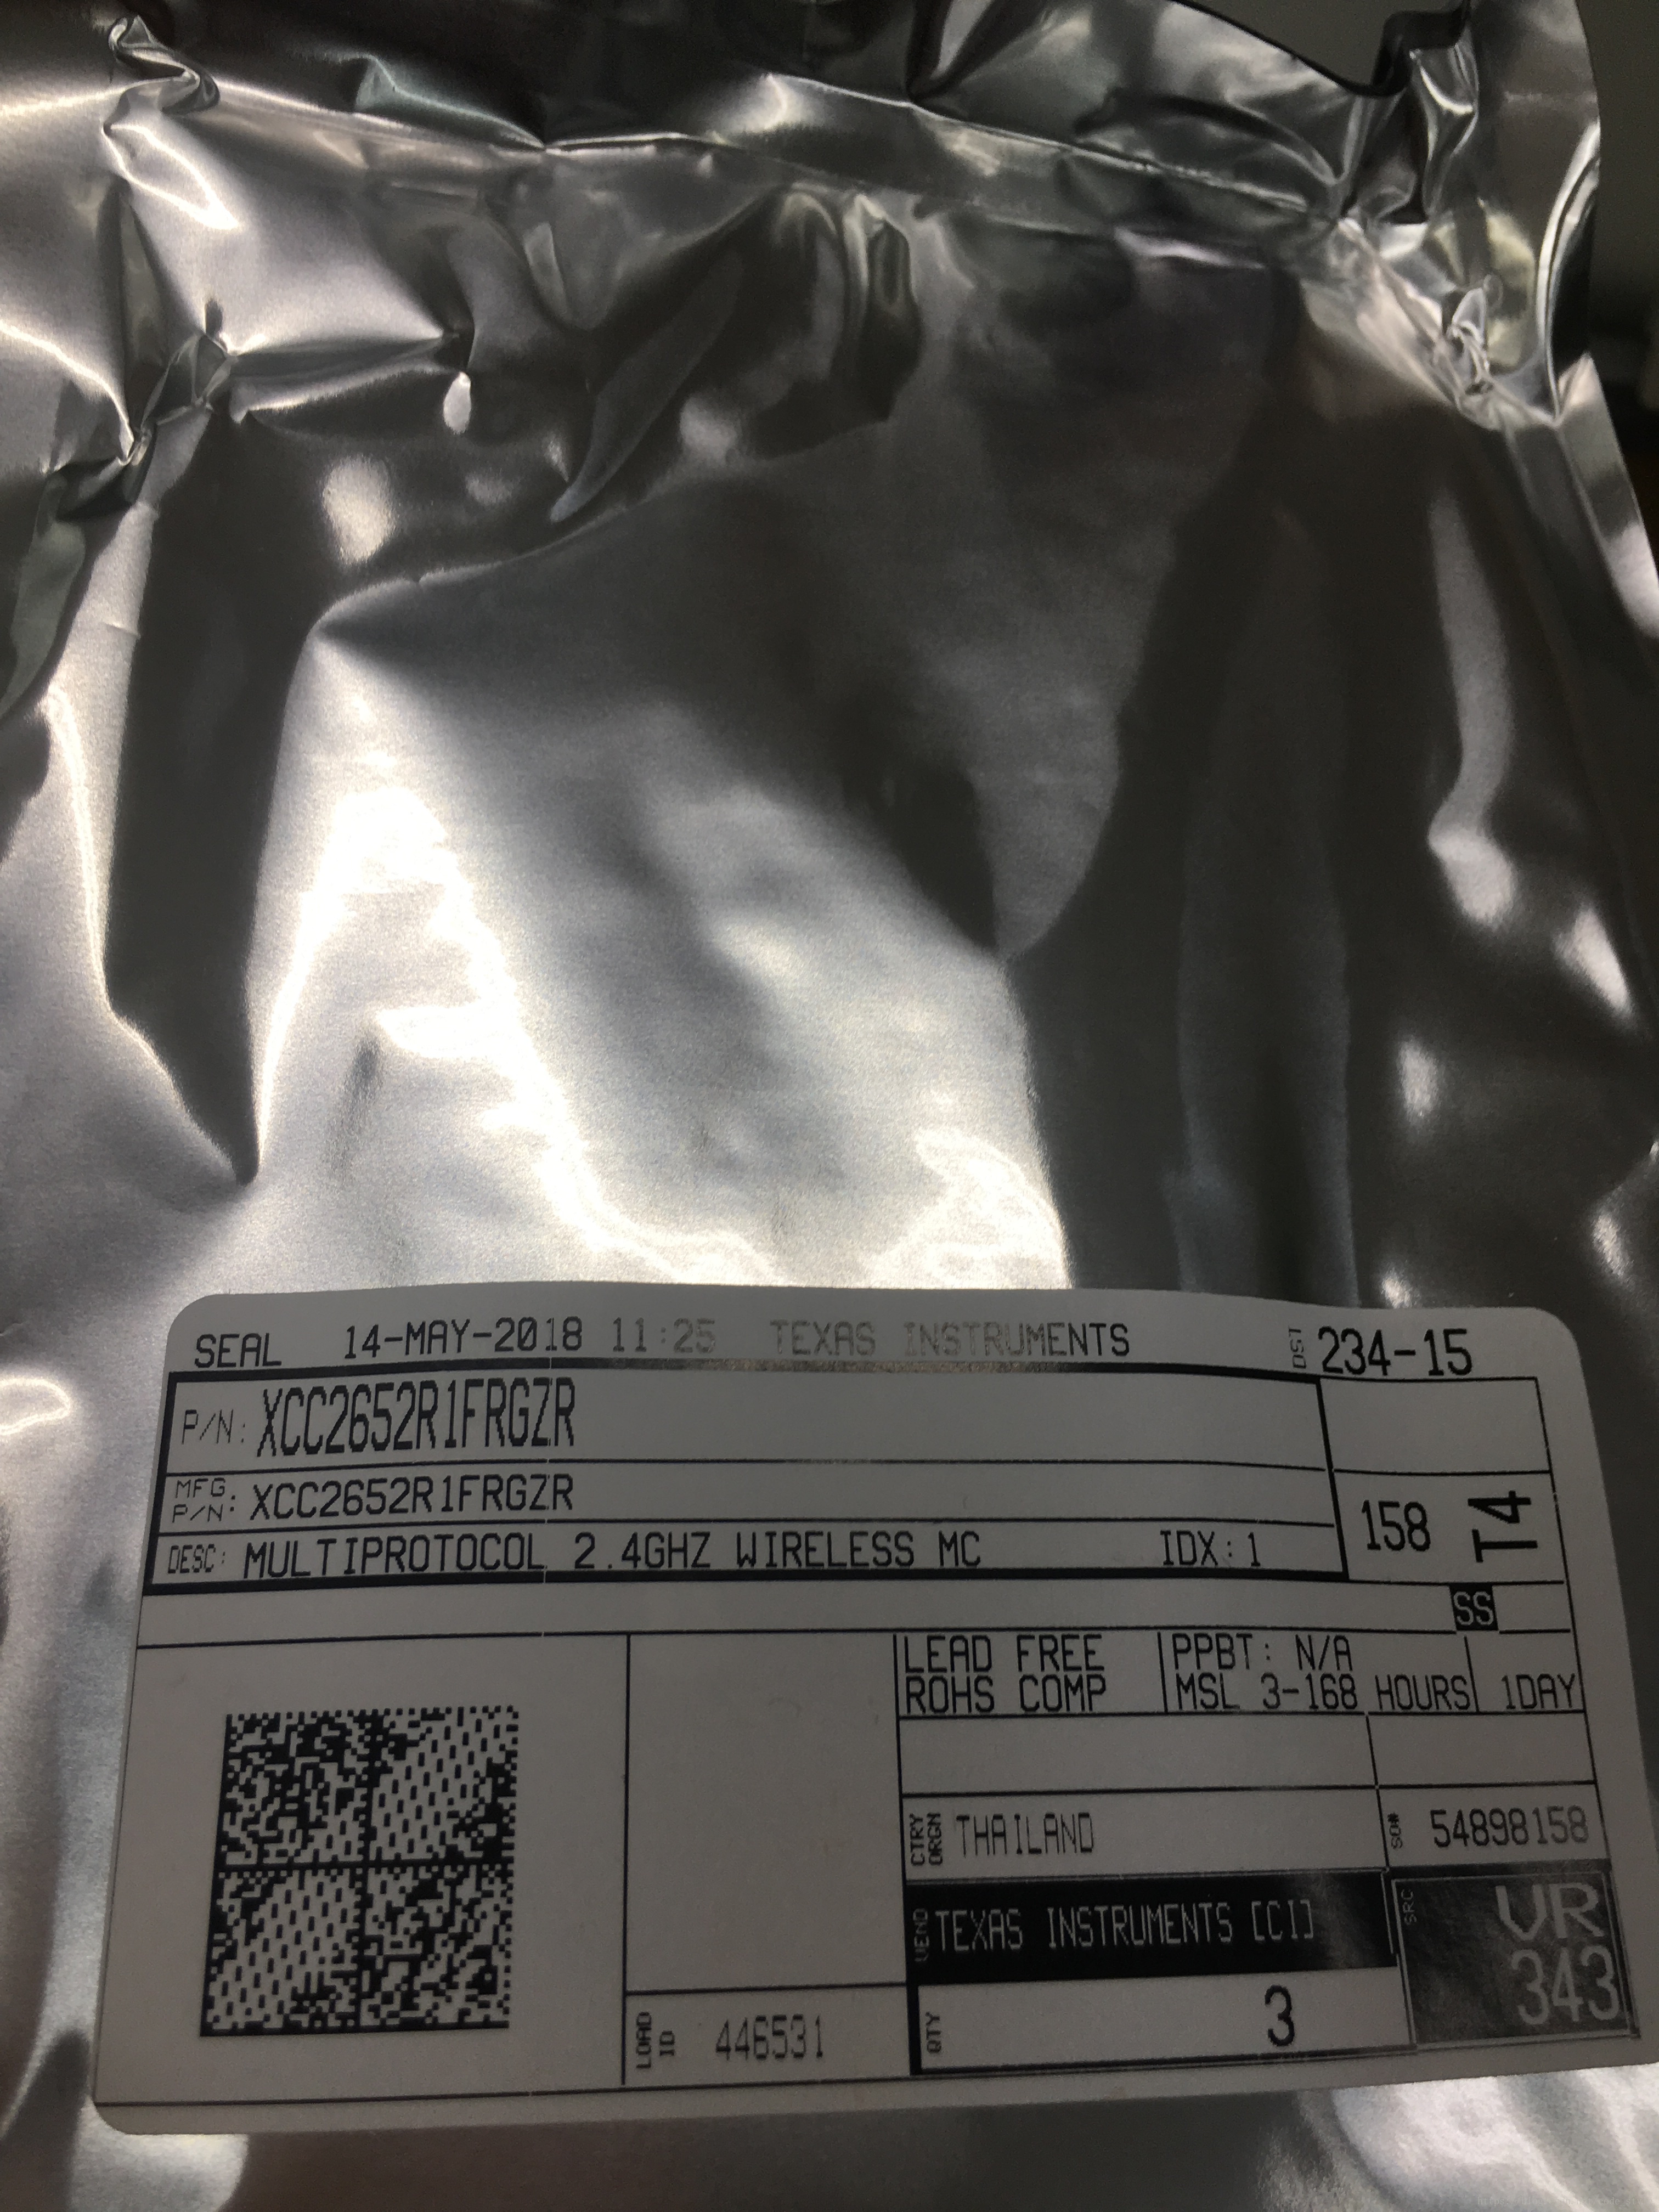 SEAL 14-MAY-2018 11:25 TEXAS INSTRUMENTS DST 234-15
P/N: XCC2652R1FRGZR
MFG P/N: XCC2652R1FRGZR
158 T4
DESC: MULTIPROTOCOL 2.4GHZ WIRELESS MC IDX: 1
SS
LEAD FREE PPBT: N/A
ROHS COMP MSL 3-168 HOURS 1DAY
CTRY ORGN THAILAND SO# 54898158
VEND TEXAS INSTRUMENTS [CI] SRC VR
343
LOAD ID 446531 QTY 3